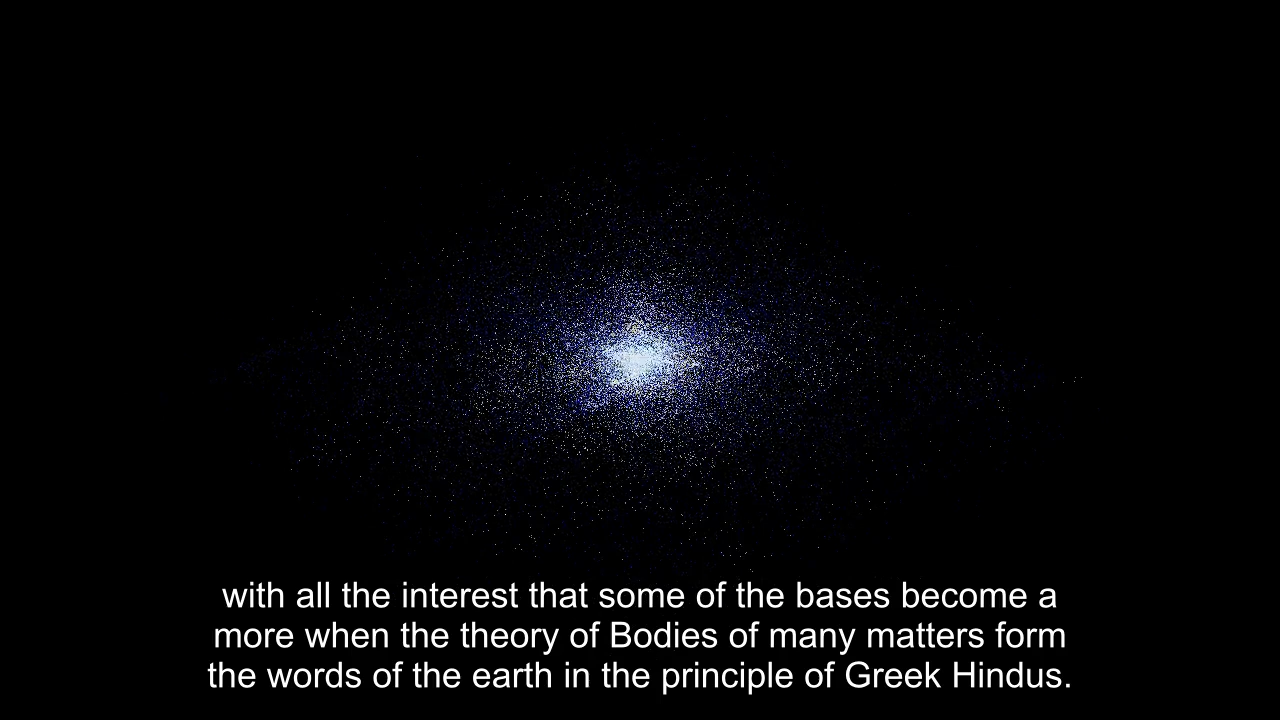 with all the interest that some of the bases become a
more when the theory of Bodies of many matters form
the words of the earth in the principle of Greek Hindus.